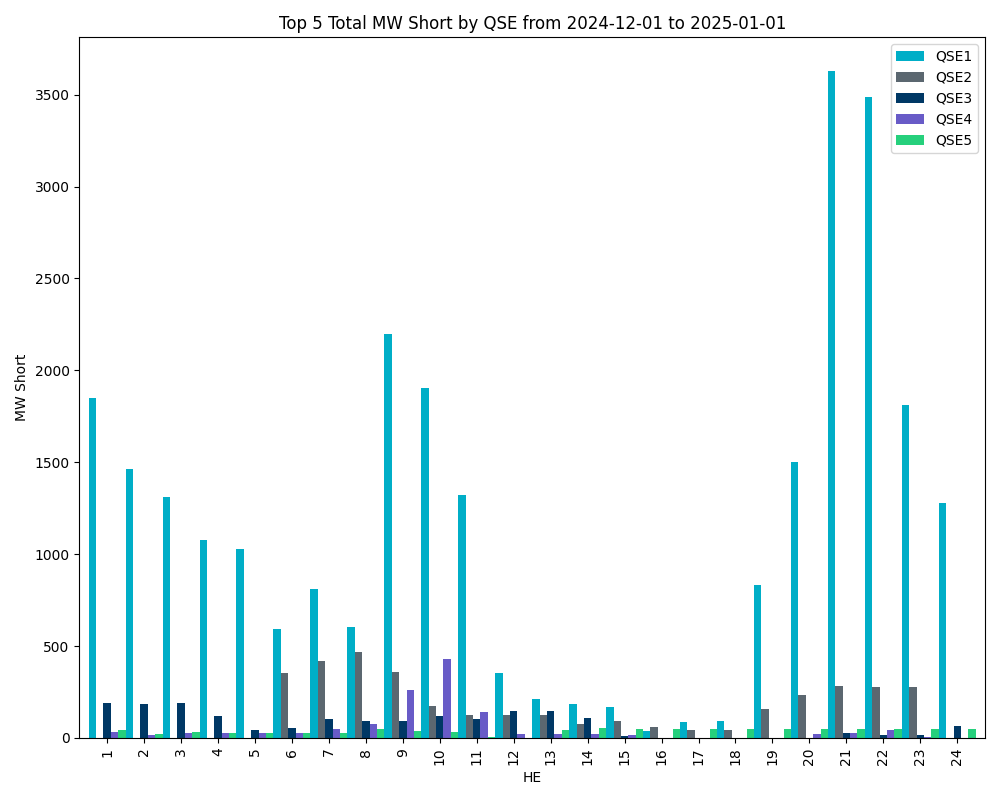 Top 5 Total MW Short by QSE from 2024-12-01 to 2025-01-01
QSE1
QSE2
QSE3
QSE4
QSE5
3500
3000
2500
2000
1500
1000
500
0
MW Short
1 2 3 4 5 6 7 8 9 10 11 12 13 14 15 16 17 18 19 20 21 22 23 24
HE